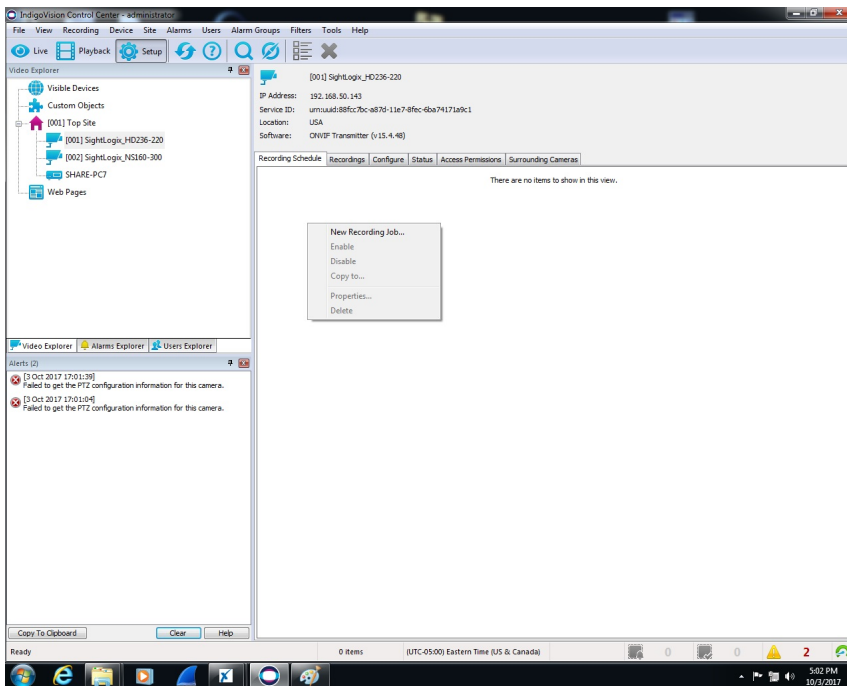 IndigoVision Control Center - administrator
File View Recording Device Site Alarms Users Alarm Groups Filters Tools Help
Live Playback Setup
Video Explorer
Visible Devices
Custom Objects
[001] Top Site
[001] SightLogix_HD236-220
[002] SightLogix_NS160-300
SHARE-PC7
Web Pages
Video Explorer Alarms Explorer Users Explorer
Alerts (2)
[3 Oct 2017 17:01:39]
Failed to get the PTZ configuration information for this camera.
[3 Oct 2017 17:01:04]
Failed to get the PTZ configuration information for this camera.
Copy To Clipboard Clear Help
[001] SightLogix_HD236-220
IP Address: 192.168.50.143
Service ID: urn:uuid:88fcc7bc-a87d-11e7-8fec-6ba74171a9c1
Location: USA
Software: ONVIF Transmitter (v15.4.48)
Recording Schedule Recordings Configure Status Access Permissions Surrounding Cameras
There are no items to show in this view.
New Recording Job...
Enable
Disable
Copy to...
Properties...
Delete
Ready 0 items (UTC-05:00) Eastern Time (US & Canada) 0 0 2
5:02 PM
10/3/2017